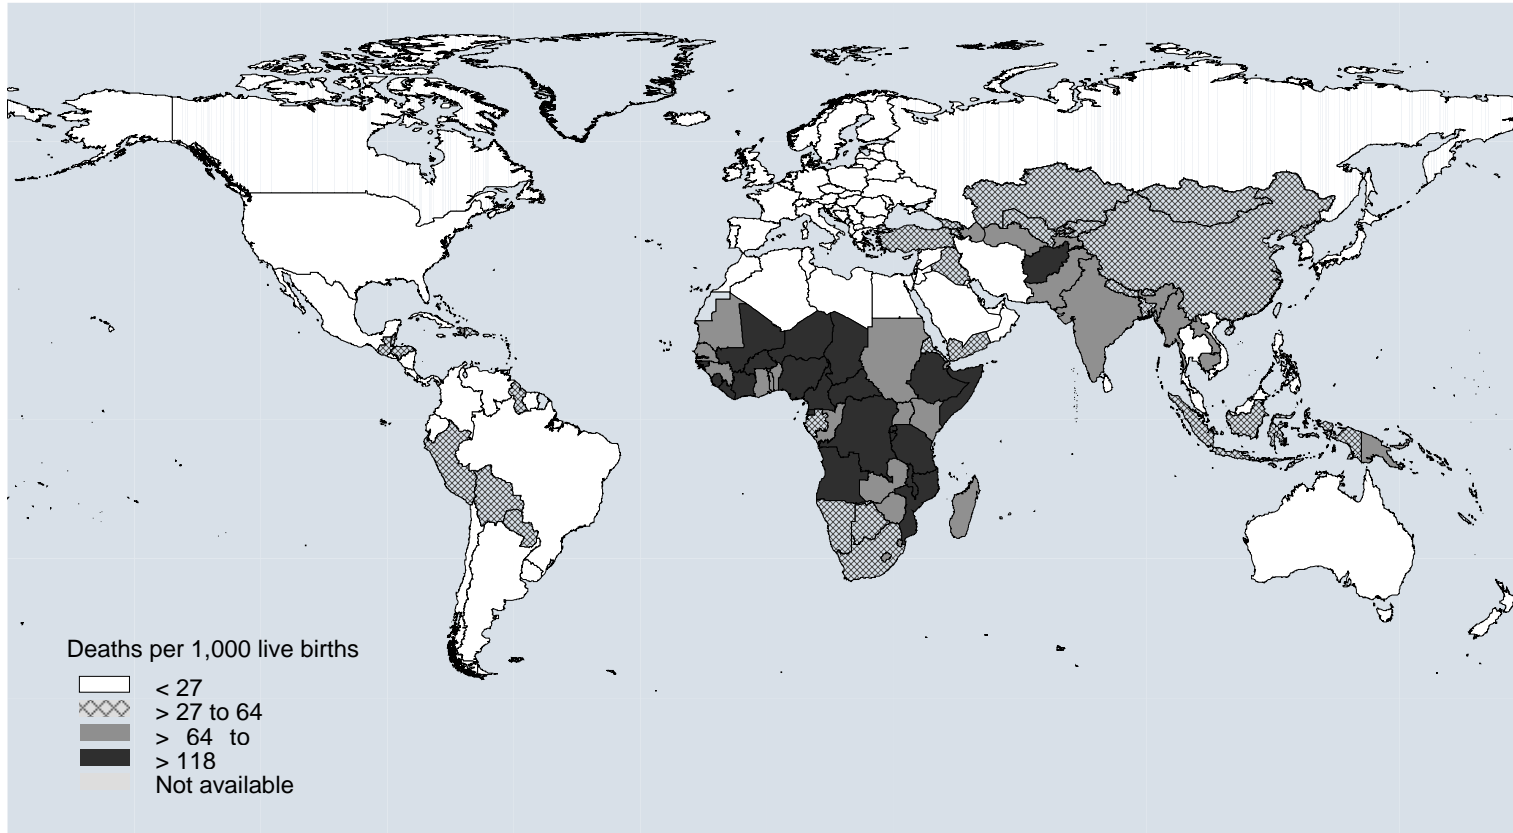 Deaths per 1,000 live births
< 27
> 27 to 64
> 64 to
> 118
Not available